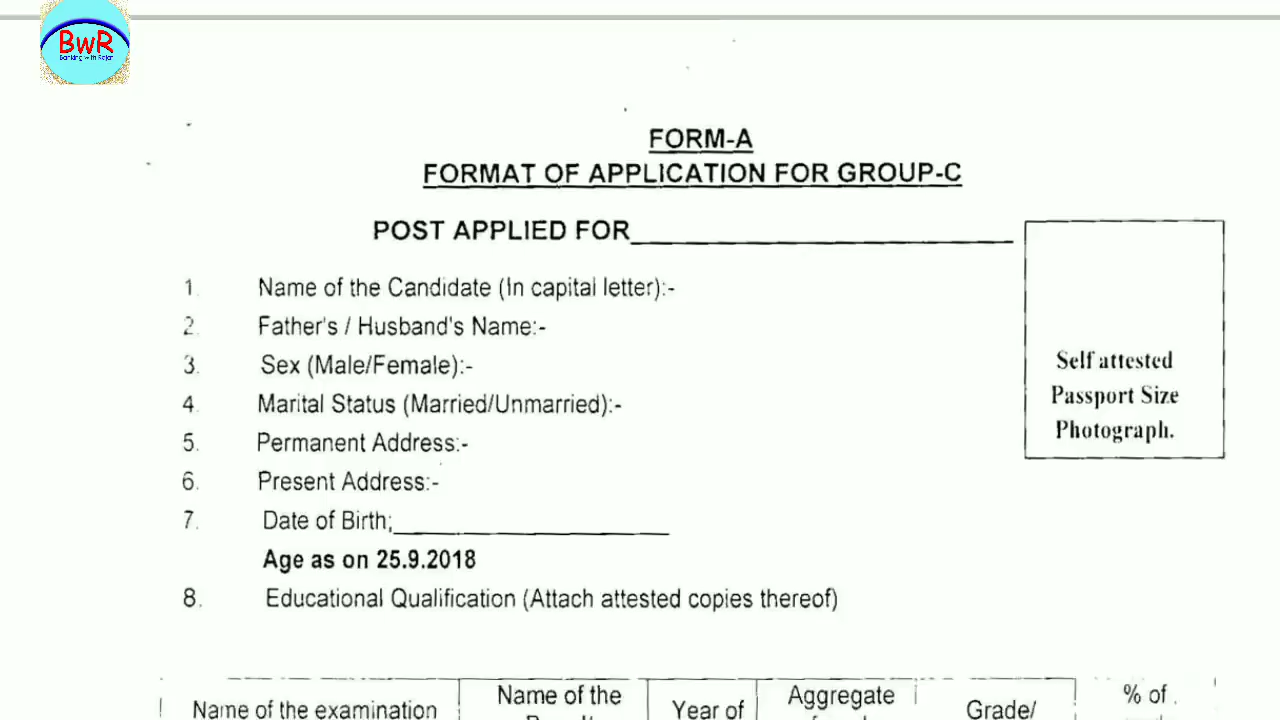 BwR
Banking with Rajat
FORM-A
FORMAT OF APPLICATION FOR GROUP-C
POST APPLIED FOR
1. Name of the Candidate (In capital letter):-
2. Father's / Husband's Name:-
3. Sex (Male/Female):-
4. Marital Status (Married/Unmarried):-
5. Permanent Address:-
6. Present Address:-
7. Date of Birth;
Age as on 25.9.2018
8. Educational Qualification (Attach attested copies thereof)
Self attested
Passport Size
Photograph.
Name of the examination
Name of the
Year of
Aggregate
Grade/
% of